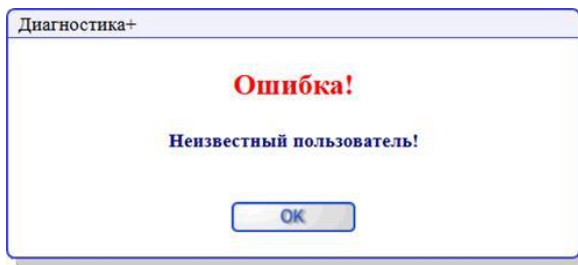 Диагностика+
Ошибка!
Неизвестный пользователь!
OK